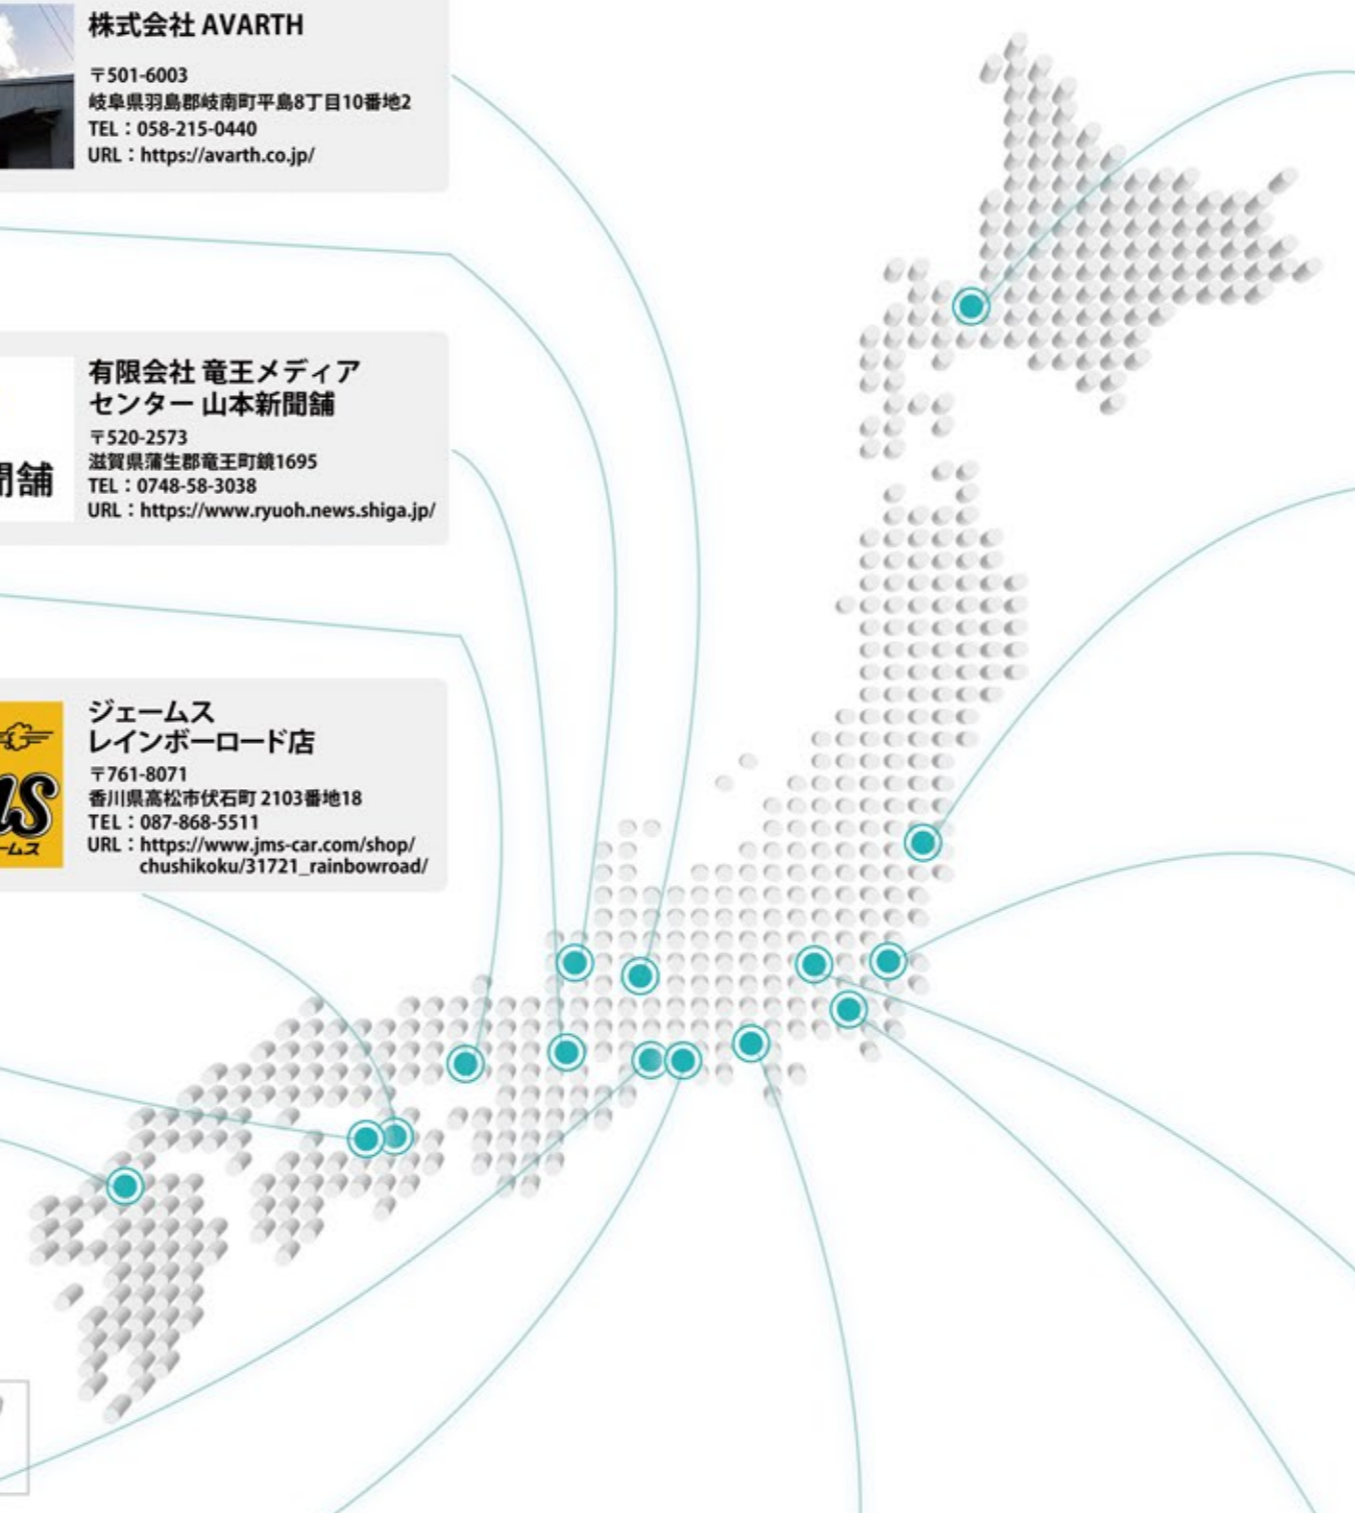 株式会社 AVARTH
〒501-6003
岐阜県羽島郡岐南町平島8丁目10番地2
TEL：058-215-0440
URL：https://avarth.co.jp/
有限会社 竜王メディア
センター 山本新聞舗
〒520-2573
滋賀県蒲生郡竜王町鏡1695
TEL：0748-58-3038
URL：https://www.ryuoh.news.shiga.jp/
聞舗
ジェームス
レインボーロード店
〒761-8071
香川県高松市伏石町 2103番地18
TEL：087-868-5511
URL：https://www.jms-car.com/shop/
chushikoku/31721_rainbowroad/
ms
ームス